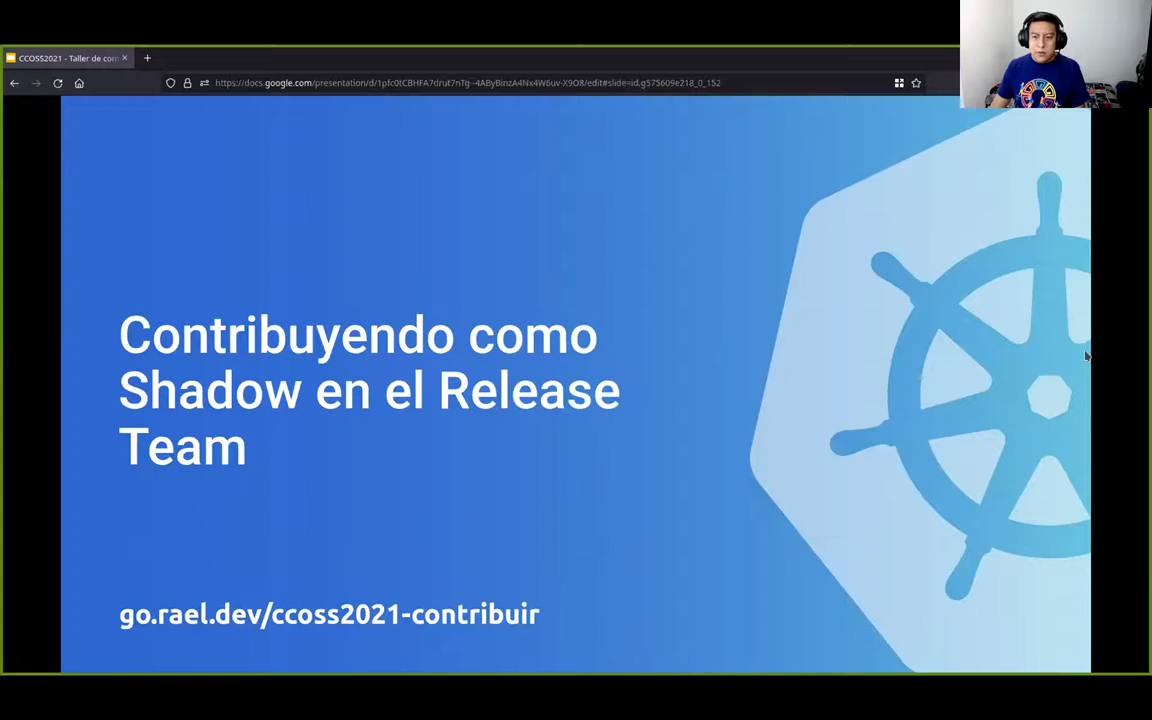 CCOSS2021 - Taller de con
https://docs.google.com/presentation/d/1pfc0tCBHFA7drut7nTg--4AByBinzA4Nx4W6uv-X9O8/edit#slide=id.g575609e218_0_152
Contribuyendo como
Shadow en el Release
Team
go.rael.dev/ccoss2021-contribuir